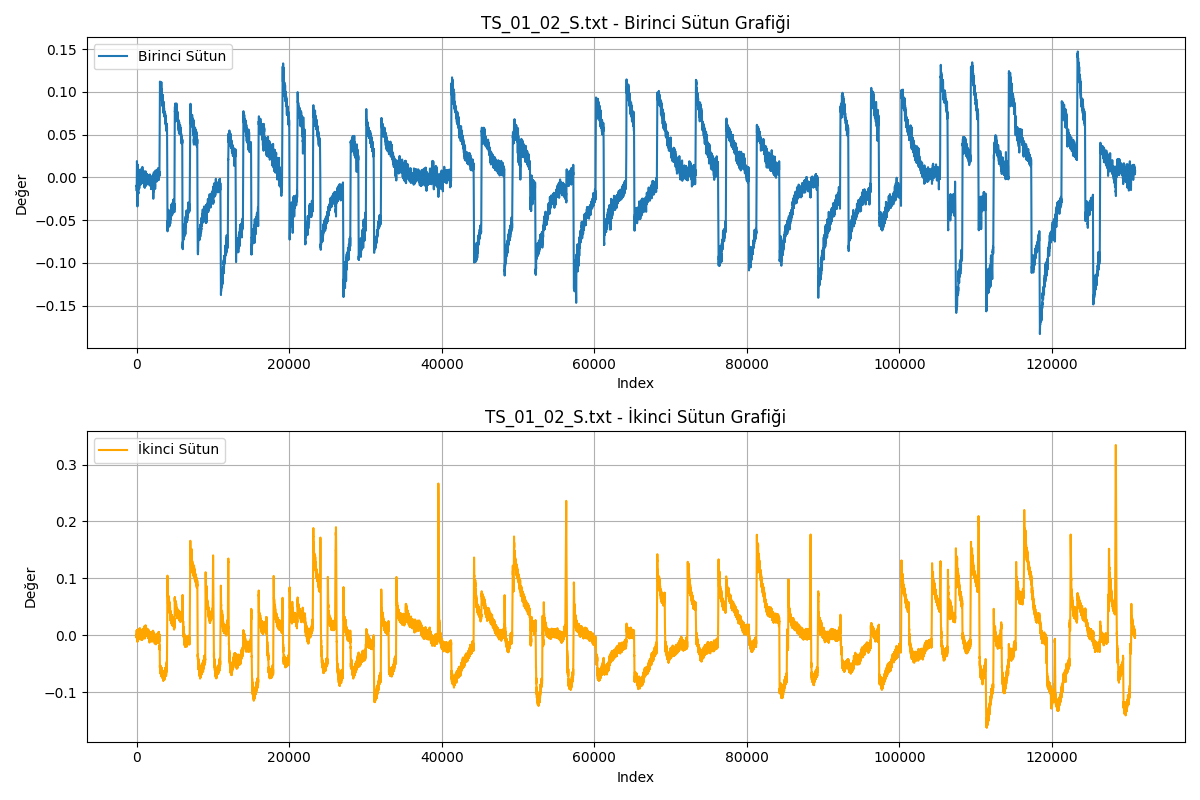 TS_01_02_S.txt - Birinci Sütun Grafiği
Birinci Sütun
0.15
0.10
0.05
0.00
−0.05
−0.10
−0.15
Değer
0 20000 40000 60000 80000 100000 120000
Index
TS_01_02_S.txt - İkinci Sütun Grafiği
İkinci Sütun
0.3
0.2
0.1
0.0
−0.1
Değer
0 20000 40000 60000 80000 100000 120000
Index